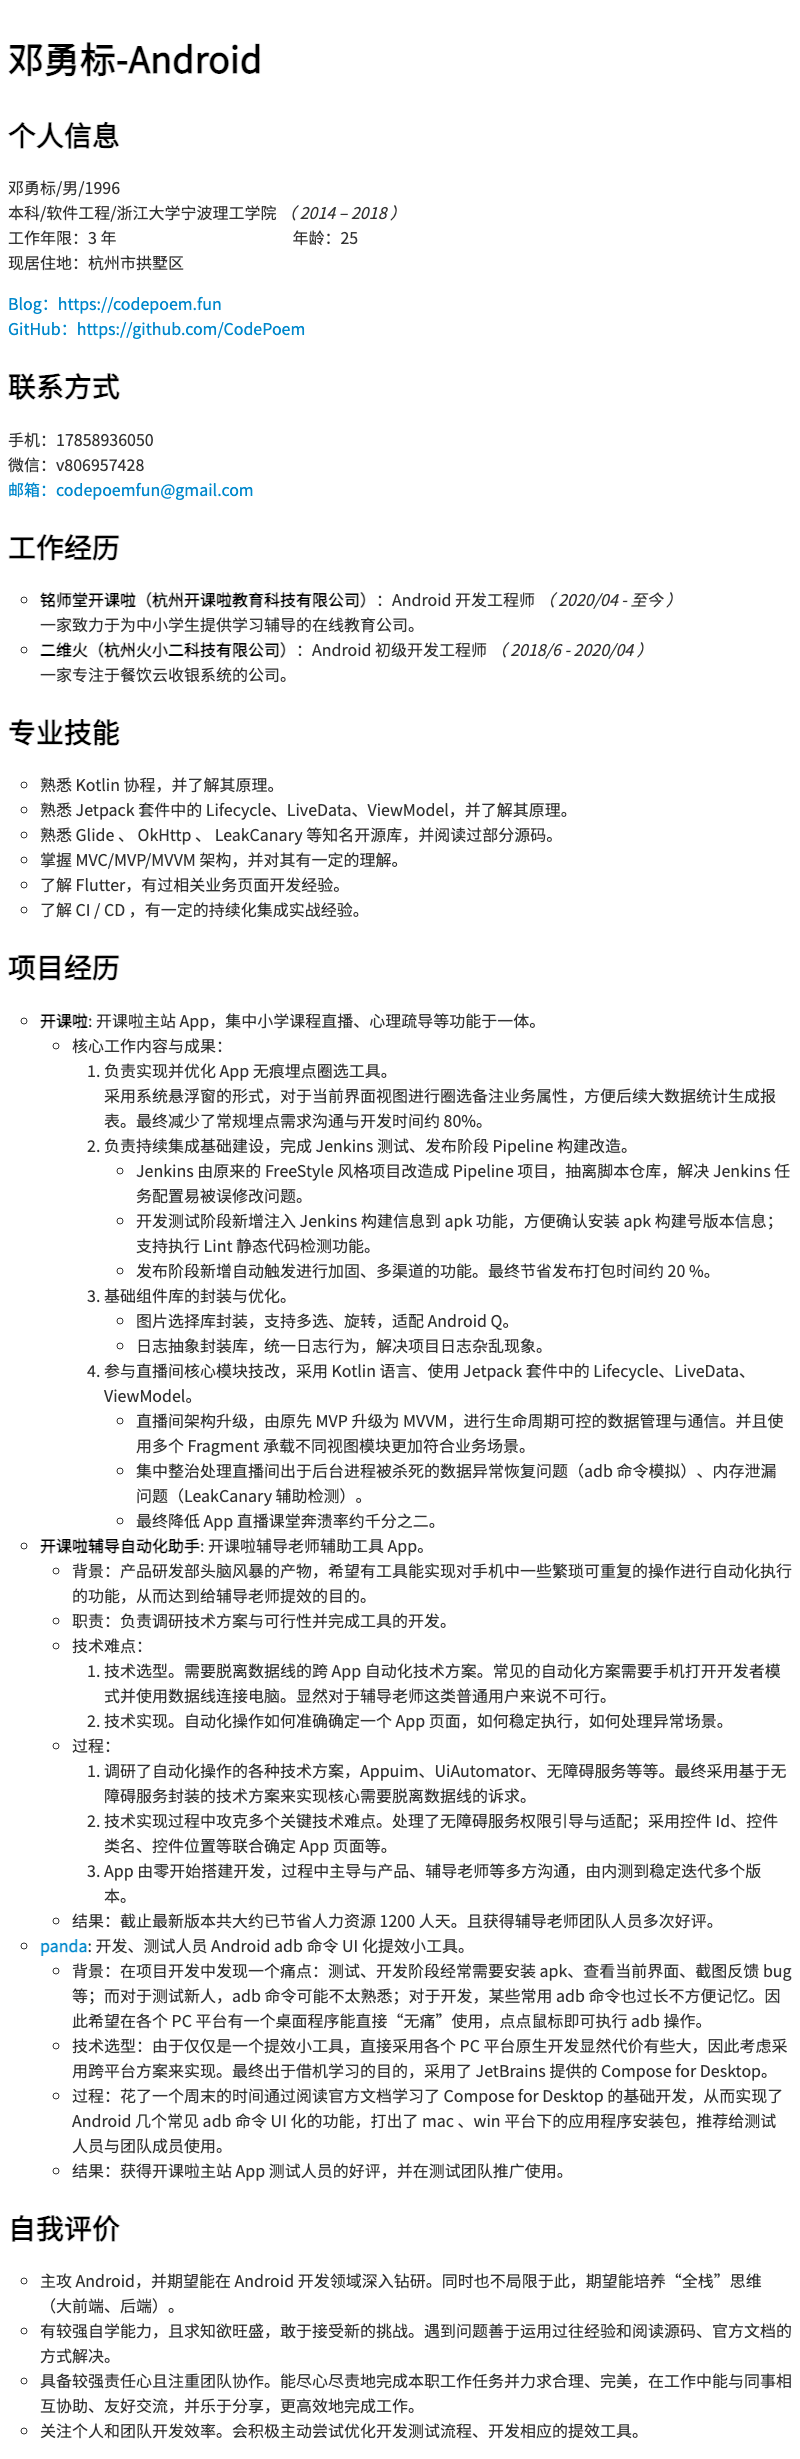 邓勇标-Android
个人信息
邓勇标/男/1996
本科/软件工程/浙江大学宁波理工学院 （ 2014 – 2018 ）
工作年限：3 年 年龄：25
现居住地：杭州市拱墅区
Blog：https://codepoem.fun
GitHub：https://github.com/CodePoem
联系方式
手机：17858936050
微信：v806957428
邮箱：codepoemfun@gmail.com
工作经历
铭师堂开课啦（杭州开课啦教育科技有限公司）：Android 开发工程师 （ 2020/04 - 至今 ）
一家致力于为中小学生提供学习辅导的在线教育公司。
二维火（杭州火小二科技有限公司）：Android 初级开发工程师 （ 2018/6 - 2020/04 ）
一家专注于餐饮云收银系统的公司。
专业技能
熟悉 Kotlin 协程，并了解其原理。
熟悉 Jetpack 套件中的 Lifecycle、LiveData、ViewModel，并了解其原理。
熟悉 Glide 、 OkHttp 、 LeakCanary 等知名开源库，并阅读过部分源码。
掌握 MVC/MVP/MVVM 架构，并对其有一定的理解。
了解 Flutter，有过相关业务页面开发经验。
了解 CI / CD ，有一定的持续化集成实战经验。
项目经历
开课啦: 开课啦主站 App，集中小学课程直播、心理疏导等功能于一体。
核心工作内容与成果：
1. 负责实现并优化 App 无痕埋点圈选工具。
采用系统悬浮窗的形式，对于当前界面视图进行圈选备注业务属性，方便后续大数据统计生成报
表。最终减少了常规埋点需求沟通与开发时间约 80%。
2. 负责持续集成基础建设，完成 Jenkins 测试、发布阶段 Pipeline 构建改造。
Jenkins 由原来的 FreeStyle 风格项目改造成 Pipeline 项目，抽离脚本仓库，解决 Jenkins 任
务配置易被误修改问题。
开发测试阶段新增注入 Jenkins 构建信息到 apk 功能，方便确认安装 apk 构建号版本信息；
支持执行 Lint 静态代码检测功能。
发布阶段新增自动触发进行加固、多渠道的功能。最终节省发布打包时间约 20 %。
3. 基础组件库的封装与优化。
图片选择库封装，支持多选、旋转，适配 Android Q。
日志抽象封装库，统一日志行为，解决项目日志杂乱现象。
4. 参与直播间核心模块技改，采用 Kotlin 语言、使用 Jetpack 套件中的 Lifecycle、LiveData、
ViewModel。
直播间架构升级，由原先 MVP 升级为 MVVM，进行生命周期可控的数据管理与通信。并且使
用多个 Fragment 承载不同视图模块更加符合业务场景。
集中整治处理直播间出于后台进程被杀死的数据异常恢复问题（adb 命令模拟）、内存泄漏
问题（LeakCanary 辅助检测）。
最终降低 App 直播课堂奔溃率约千分之二。
开课啦辅导自动化助手: 开课啦辅导老师辅助工具 App。
背景：产品研发部头脑风暴的产物，希望有工具能实现对手机中一些繁琐可重复的操作进行自动化执行
的功能，从而达到给辅导老师提效的目的。
职责：负责调研技术方案与可行性并完成工具的开发。
技术难点：
1. 技术选型。需要脱离数据线的跨 App 自动化技术方案。常见的自动化方案需要手机打开开发者模
式并使用数据线连接电脑。显然对于辅导老师这类普通用户来说不可行。
2. 技术实现。自动化操作如何准确确定一个 App 页面，如何稳定执行，如何处理异常场景。
过程：
1. 调研了自动化操作的各种技术方案，Appuim、UiAutomator、无障碍服务等等。最终采用基于无
障碍服务封装的技术方案来实现核心需要脱离数据线的诉求。
2. 技术实现过程中攻克多个关键技术难点。处理了无障碍服务权限引导与适配；采用控件 Id、控件
类名、控件位置等联合确定 App 页面等。
3. App 由零开始搭建开发，过程中主导与产品、辅导老师等多方沟通，由内测到稳定迭代多个版
本。
结果：截止最新版本共大约已节省人力资源 1200 人天。且获得辅导老师团队人员多次好评。
panda: 开发、测试人员 Android adb 命令 UI 化提效小工具。
背景：在项目开发中发现一个痛点：测试、开发阶段经常需要安装 apk、查看当前界面、截图反馈 bug
等；而对于测试新人，adb 命令可能不太熟悉；对于开发，某些常用 adb 命令也过长不方便记忆。因
此希望在各个 PC 平台有一个桌面程序能直接“无痛”使用，点点鼠标即可执行 adb 操作。
技术选型：由于仅仅是一个提效小工具，直接采用各个 PC 平台原生开发显然代价有些大，因此考虑采
用跨平台方案来实现。最终出于借机学习的目的，采用了 JetBrains 提供的 Compose for Desktop。
过程：花了一个周末的时间通过阅读官方文档学习了 Compose for Desktop 的基础开发，从而实现了
Android 几个常见 adb 命令 UI 化的功能，打出了 mac 、win 平台下的应用程序安装包，推荐给测试
人员与团队成员使用。
结果：获得开课啦主站 App 测试人员的好评，并在测试团队推广使用。
自我评价
主攻 Android，并期望能在 Android 开发领域深入钻研。同时也不局限于此，期望能培养“全栈”思维
（大前端、后端）。
有较强自学能力，且求知欲旺盛，敢于接受新的挑战。遇到问题善于运用过往经验和阅读源码、官方文档的
方式解决。
具备较强责任心且注重团队协作。能尽心尽责地完成本职工作任务并力求合理、完美，在工作中能与同事相
互协助、友好交流，并乐于分享，更高效地完成工作。
关注个人和团队开发效率。会积极主动尝试优化开发测试流程、开发相应的提效工具。